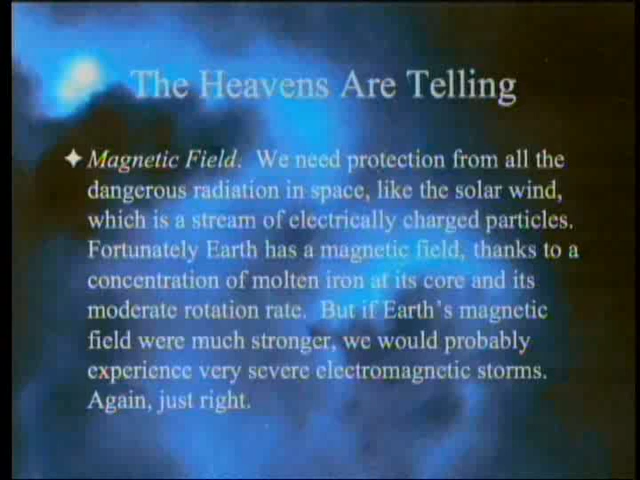 The Heavens Are Telling
Magnetic Field. We need protection from all the
dangerous radiation in space, like the solar wind,
which is a stream of electrically charged particles.
Fortunately Earth has a magnetic field, thanks to a
concentration of molten iron at its core and its
moderate rotation rate. But if Earth's magnetic
field were much stronger, we would probably
experience very severe electromagnetic storms.
Again, just right.